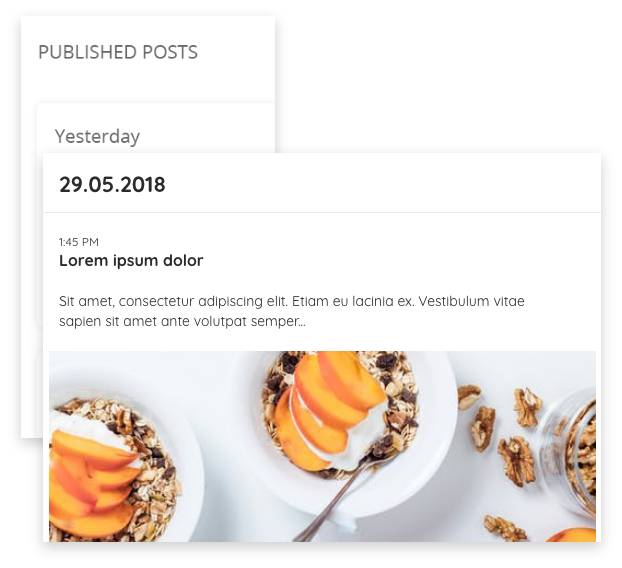 PUBLISHED POSTS
Yesterday
29.05.2018
1:45 PM
Lorem ipsum dolor
Sit amet, consectetur adipiscing elit. Etiam eu lacinia ex. Vestibulum vitae
sapien sit amet ante volutpat semper...